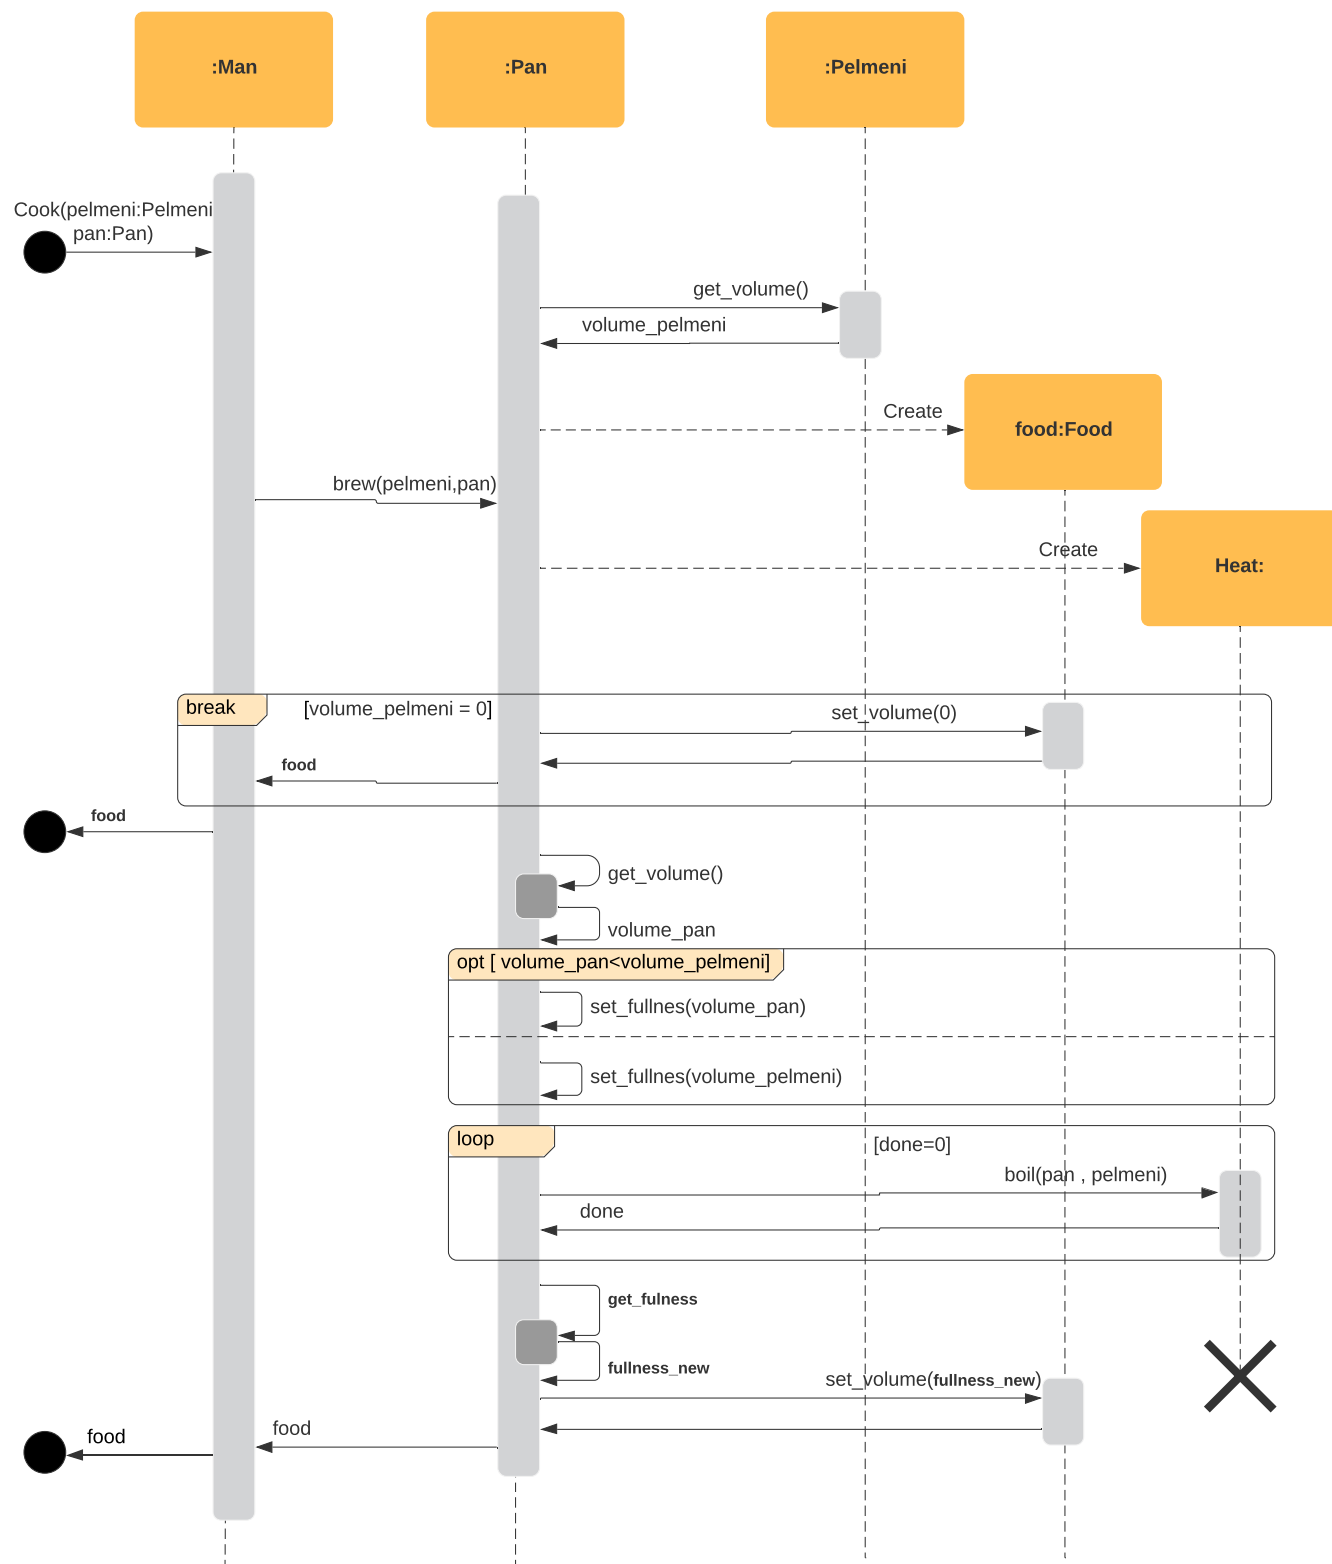 :Man
:Pan
:Pelmeni
Cook(pelmeni:Pelmeni
pan:Pan)
get_volume()
volume_pelmeni
Create
food:Food
brew(pelmeni,pan)
Create
Heat:
break
[volume_pelmeni = 0]
set_volume(0)
food
food
get_volume()
volume_pan
opt [ volume_pan<volume_pelmeni]
set_fullnes(volume_pan)
set_fullnes(volume_pelmeni)
loop
[done=0]
boil(pan , pelmeni)
done
get_fulness
fullness_new
set_volume(fullness_new)
food
food